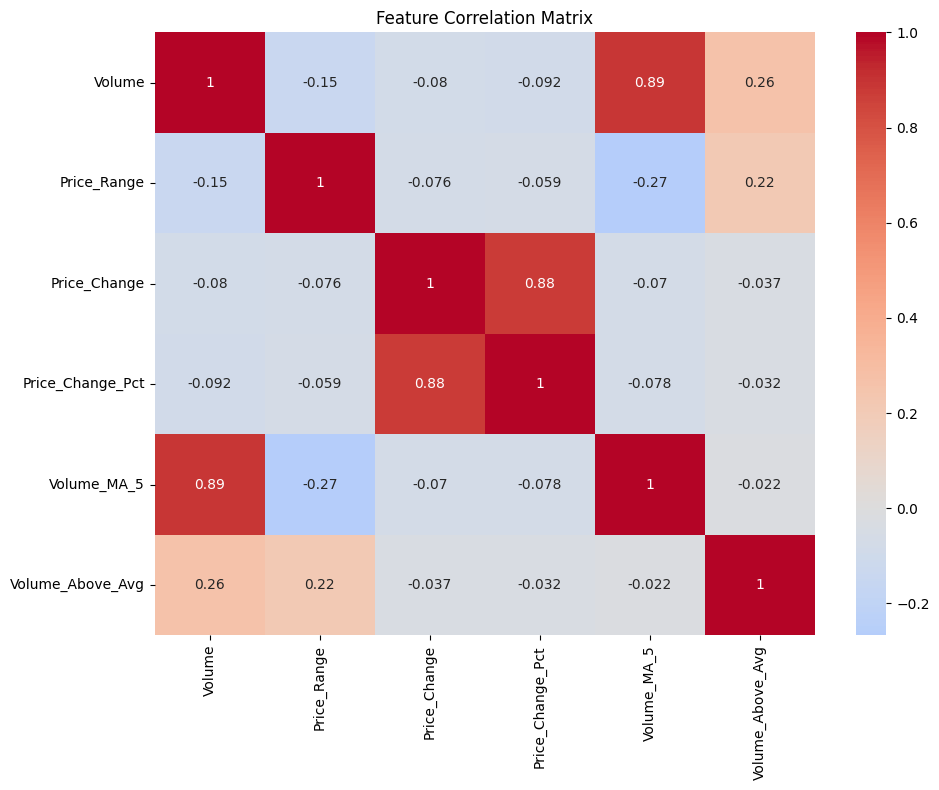 Feature Correlation Matrix
Volume 1 -0.15 -0.08 -0.092 0.89 0.26
Price_Range -0.15 1 -0.076 -0.059 -0.27 0.22
Price_Change -0.08 -0.076 1 0.88 -0.07 -0.037
Price_Change_Pct -0.092 -0.059 0.88 1 -0.078 -0.032
Volume_MA_5 0.89 -0.27 -0.07 -0.078 1 -0.022
Volume_Above_Avg 0.26 0.22 -0.037 -0.032 -0.022 1
Volume
Price_Range
Price_Change
Price_Change_Pct
Volume_MA_5
Volume_Above_Avg
1.0
0.8
0.6
0.4
0.2
0.0
−0.2